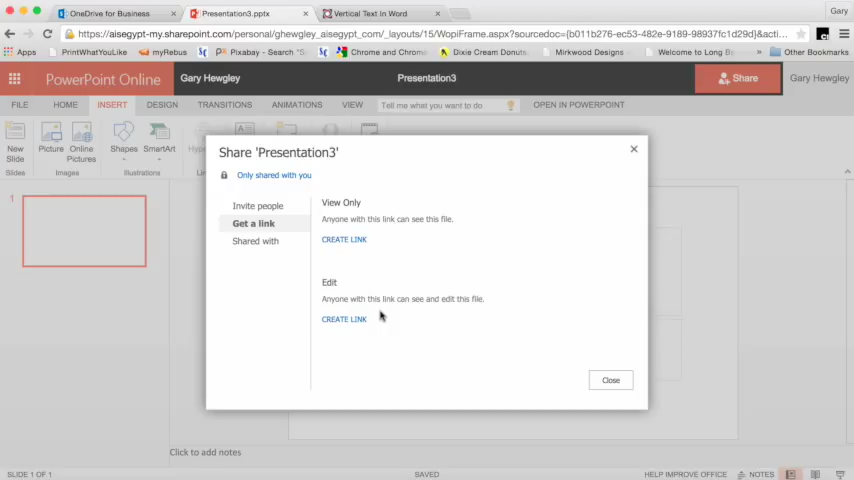 OneDrive for Business
Presentation3.pptx
Vertical Text In Word
Gary
https://aisegypt-my.sharepoint.com/personal/ghewgley_aisegypt_com/_layouts/15/WopiFrame.aspx?sourcedoc={b011b276-ec53-482e-9189-98937fc1d29d}&acti…
Apps PrintWhatYouLike myRebus Pixabay - Search "S Chrome and Chrom Dixie Cream Donuts Mirkwood Designs Welcome to Long B » Other Bookmarks
PowerPoint Online Gary Hewgley Presentation3 Share Gary Hewgley
FILE HOME INSERT DESIGN TRANSITIONS ANIMATIONS VIEW Tell me what you want to do OPEN IN POWERPOINT
New
Slide
Picture
Online
Pictures
Shapes
SmartArt
Slides
Images
Illustrations
Share 'Presentation3'
Only shared with you
Invite people
Get a link
Shared with
View Only
Anyone with this link can see this file.
CREATE LINK
Edit
Anyone with this link can see and edit this file.
CREATE LINK
Close
1
Click to add notes
SLIDE 1 OF 1 SAVED HELP IMPROVE OFFICE NOTES